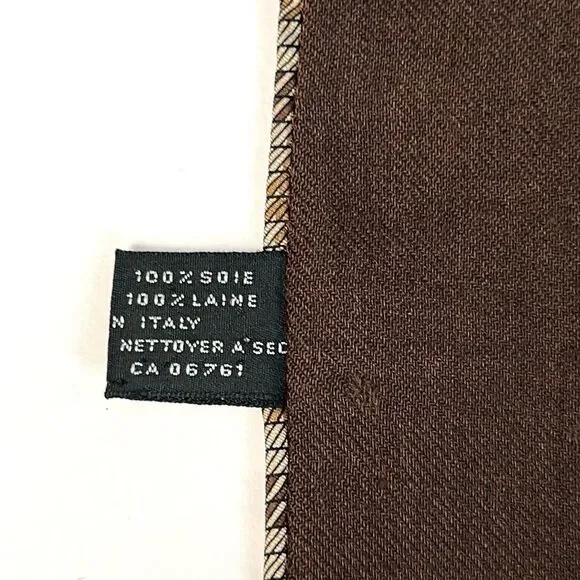 100% SOIE
100% LAINE
N ITALY
NETTOYER A SEC
CA 06761